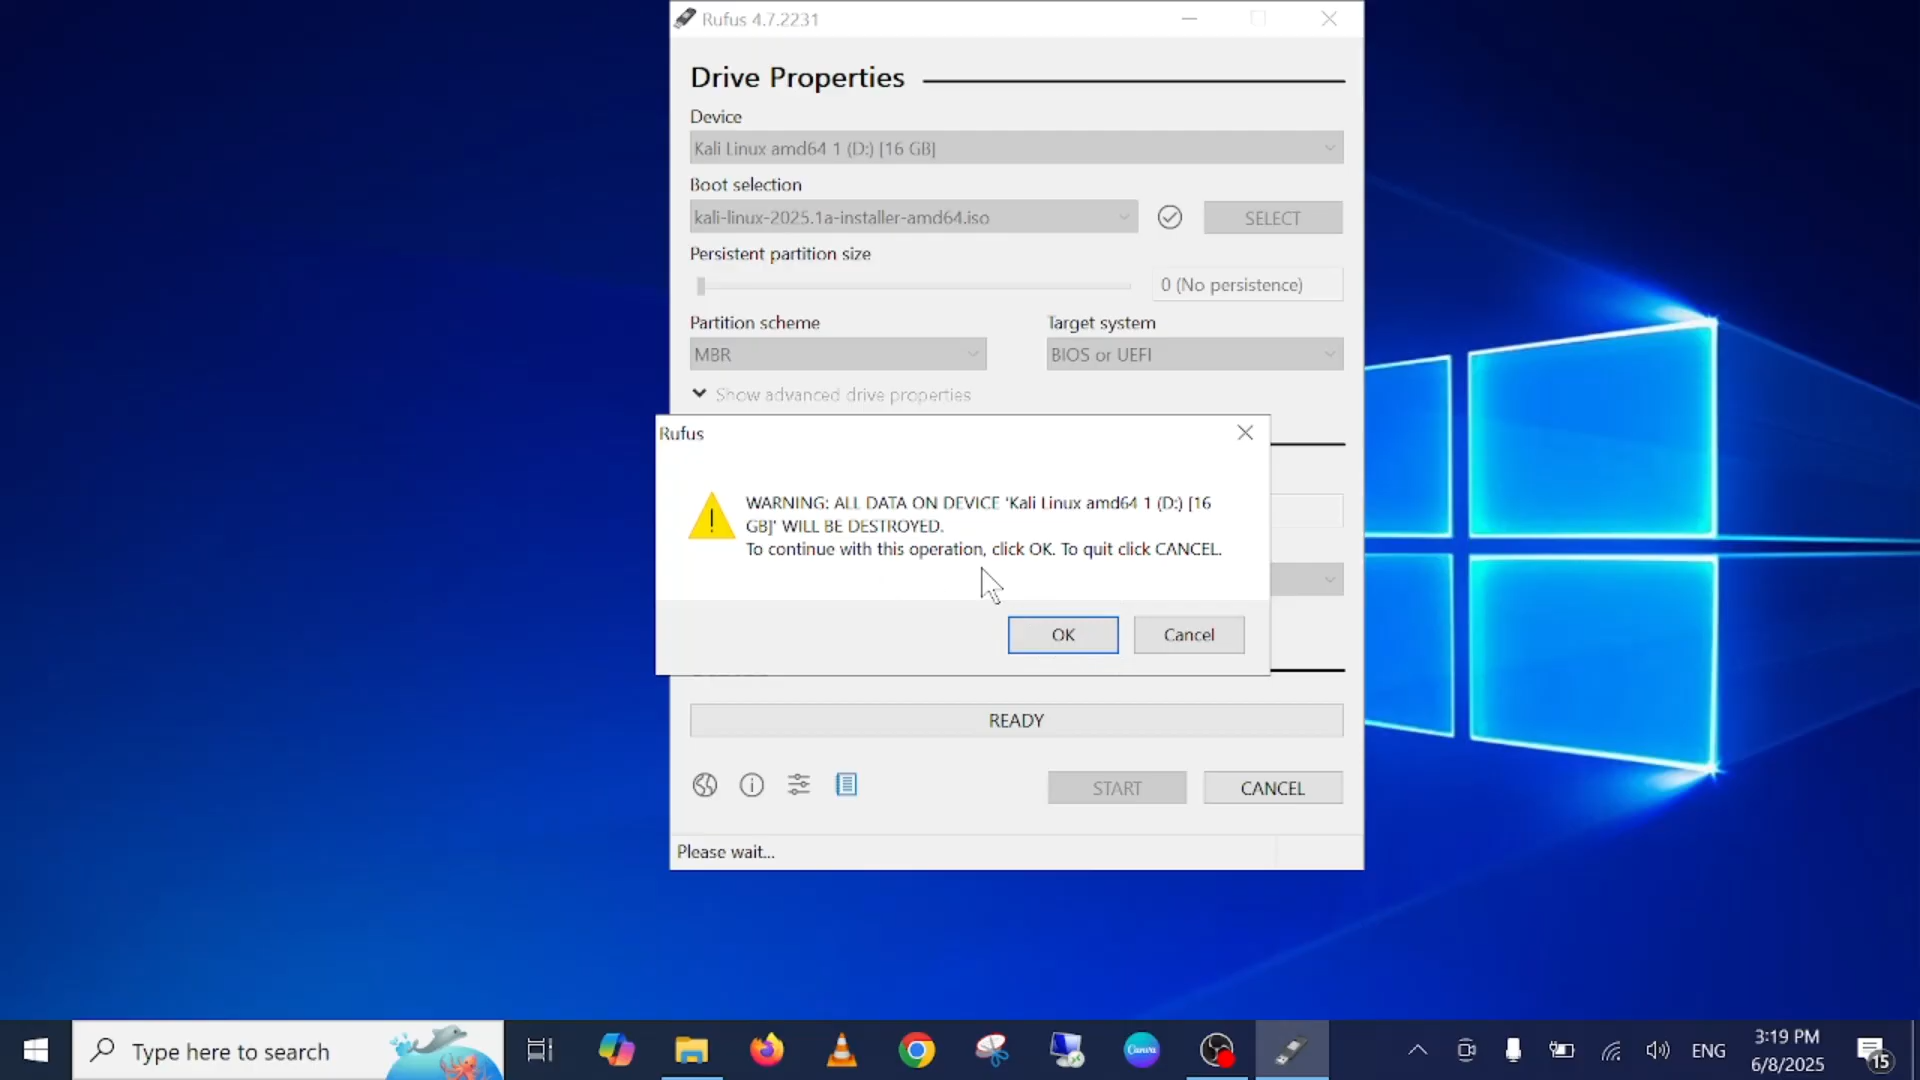 Rufus 4.7.2231
Drive Properties
Device
Kali Linux amd64 1 (D:) [16 GB]
Boot selection
kali-linux-2025.1a-installer-amd64.iso
SELECT
Persistent partition size
0 (No persistence)
Partition scheme
Target system
MBR
BIOS or UEFI
Show advanced drive properties
Rufus
WARNING: ALL DATA ON DEVICE 'Kali Linux amd64 1 (D:) [16
GB]' WILL BE DESTROYED.
To continue with this operation, click OK. To quit click CANCEL.
OK
Cancel
READY
START
CANCEL
Please wait...
Type here to search
Canva
ENG
3:19 PM
6/8/2025
15